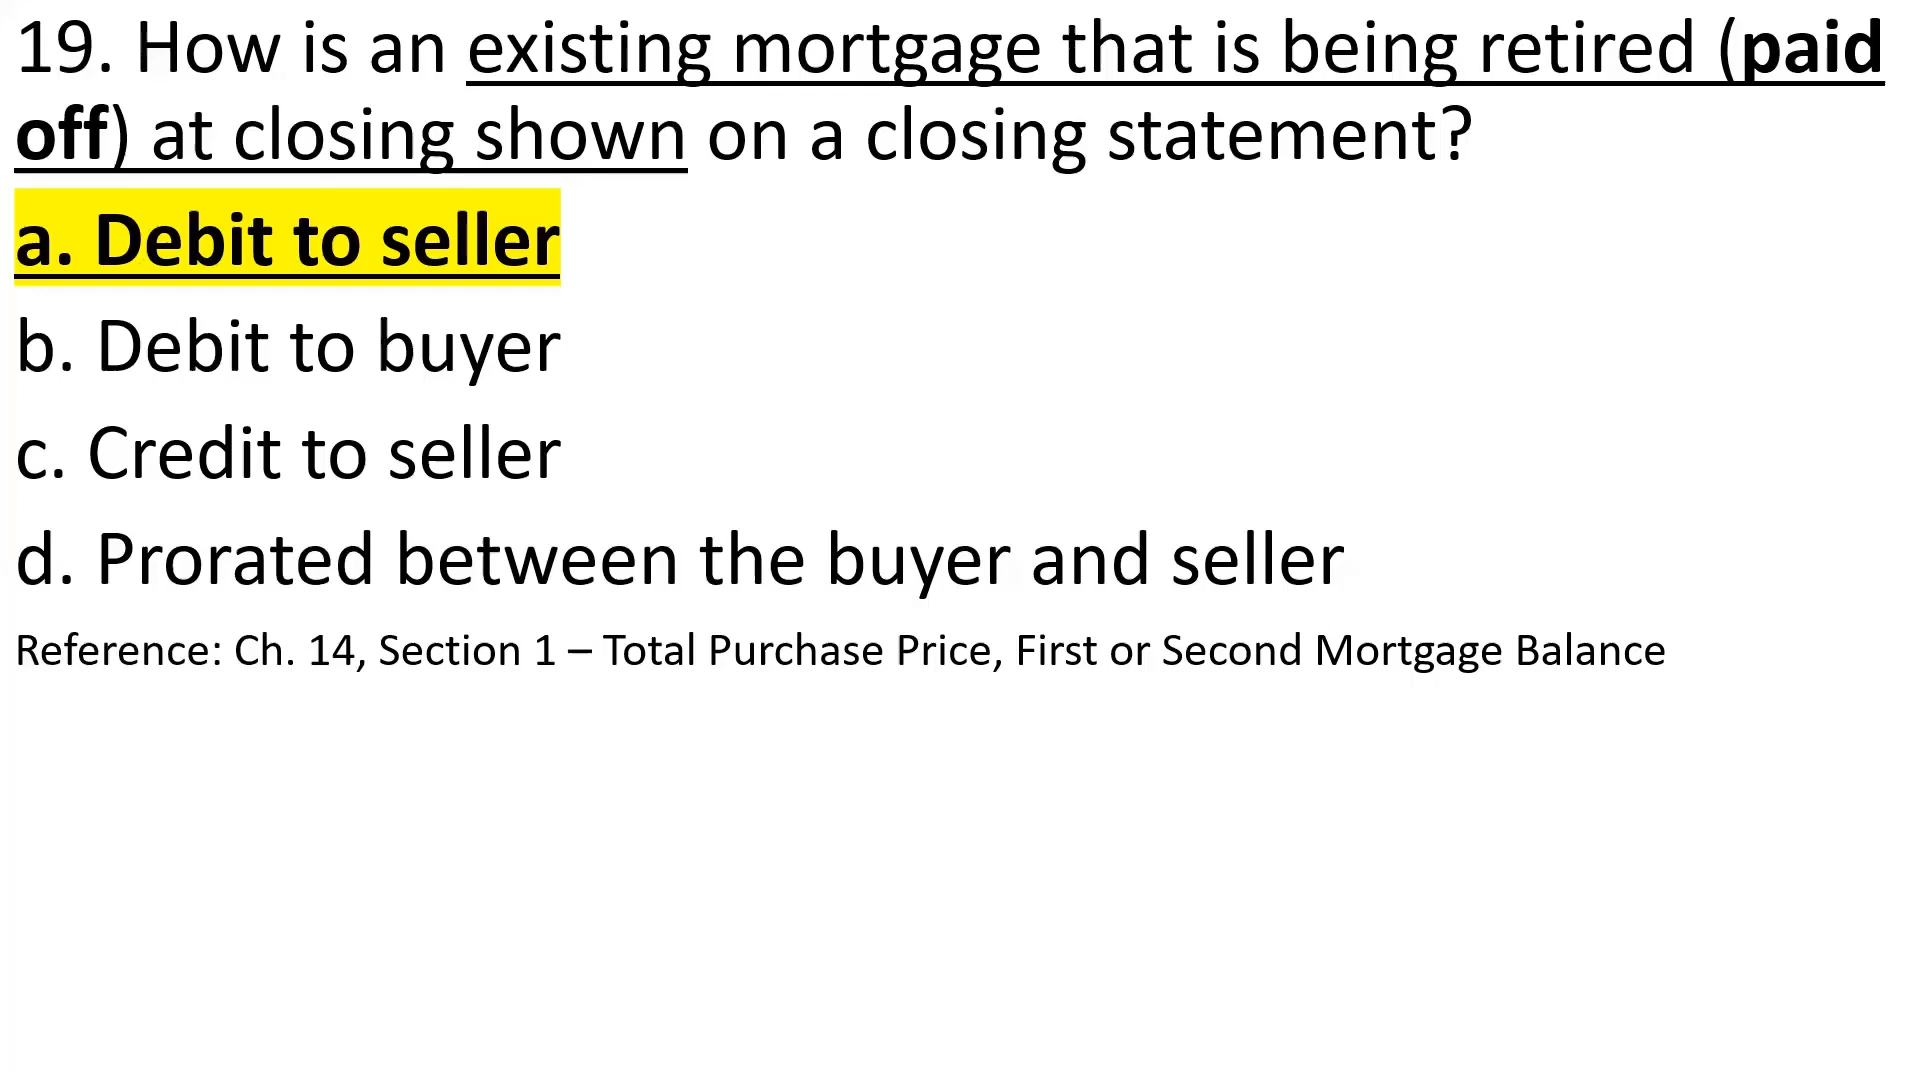 19. How is an existing mortgage that is being retired (paid
off) at closing shown on a closing statement?
a. Debit to seller
b. Debit to buyer
c. Credit to seller
d. Prorated between the buyer and seller
Reference: Ch. 14, Section 1 – Total Purchase Price, First or Second Mortgage Balance